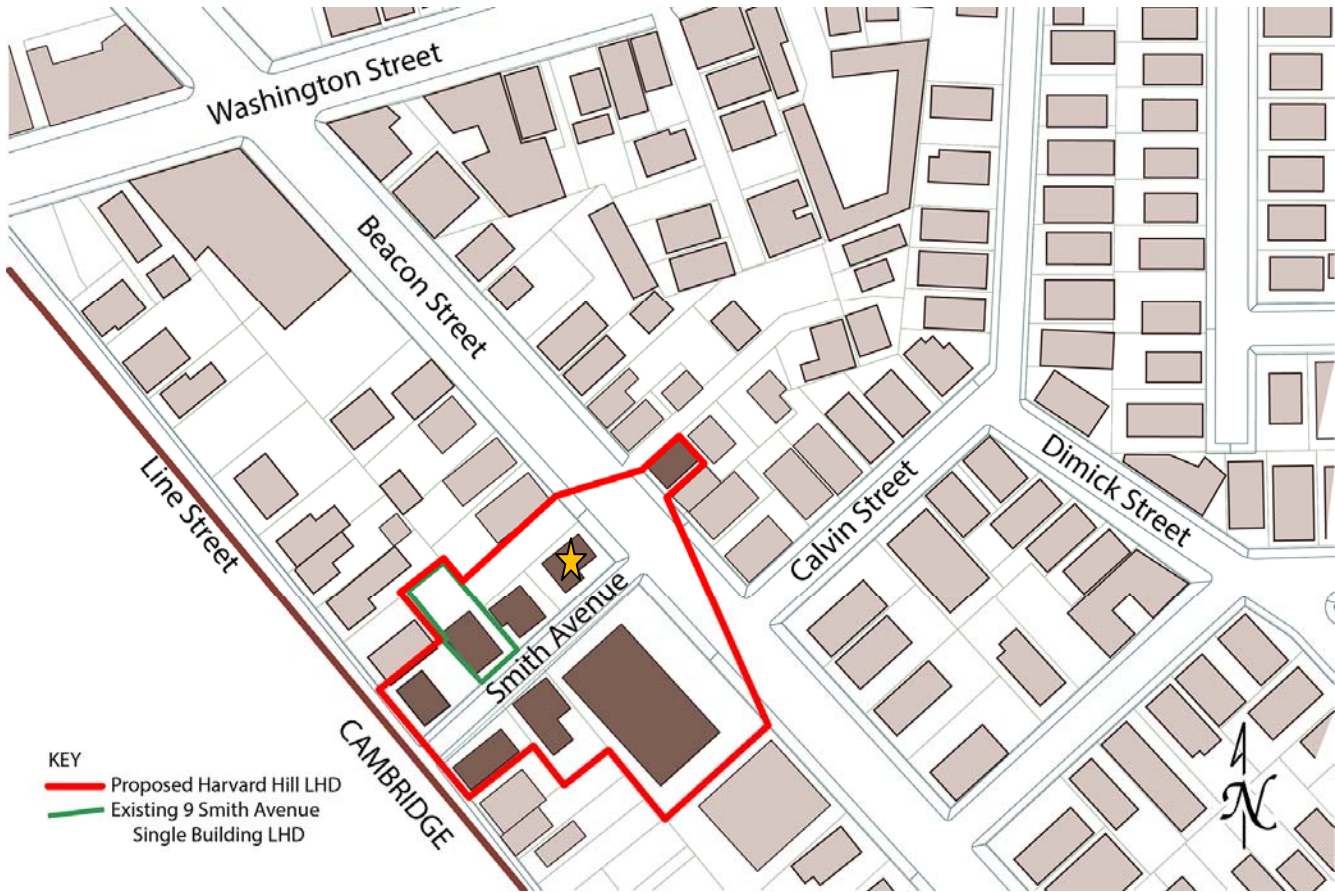 Washington Street
Beacon Street
Line Street
Calvin Street
Dimick Street
Smith Avenue
CAMBRIDGE
KEY
Proposed Harvard Hill LHD
Existing 9 Smith Avenue
Single Building LHD
N